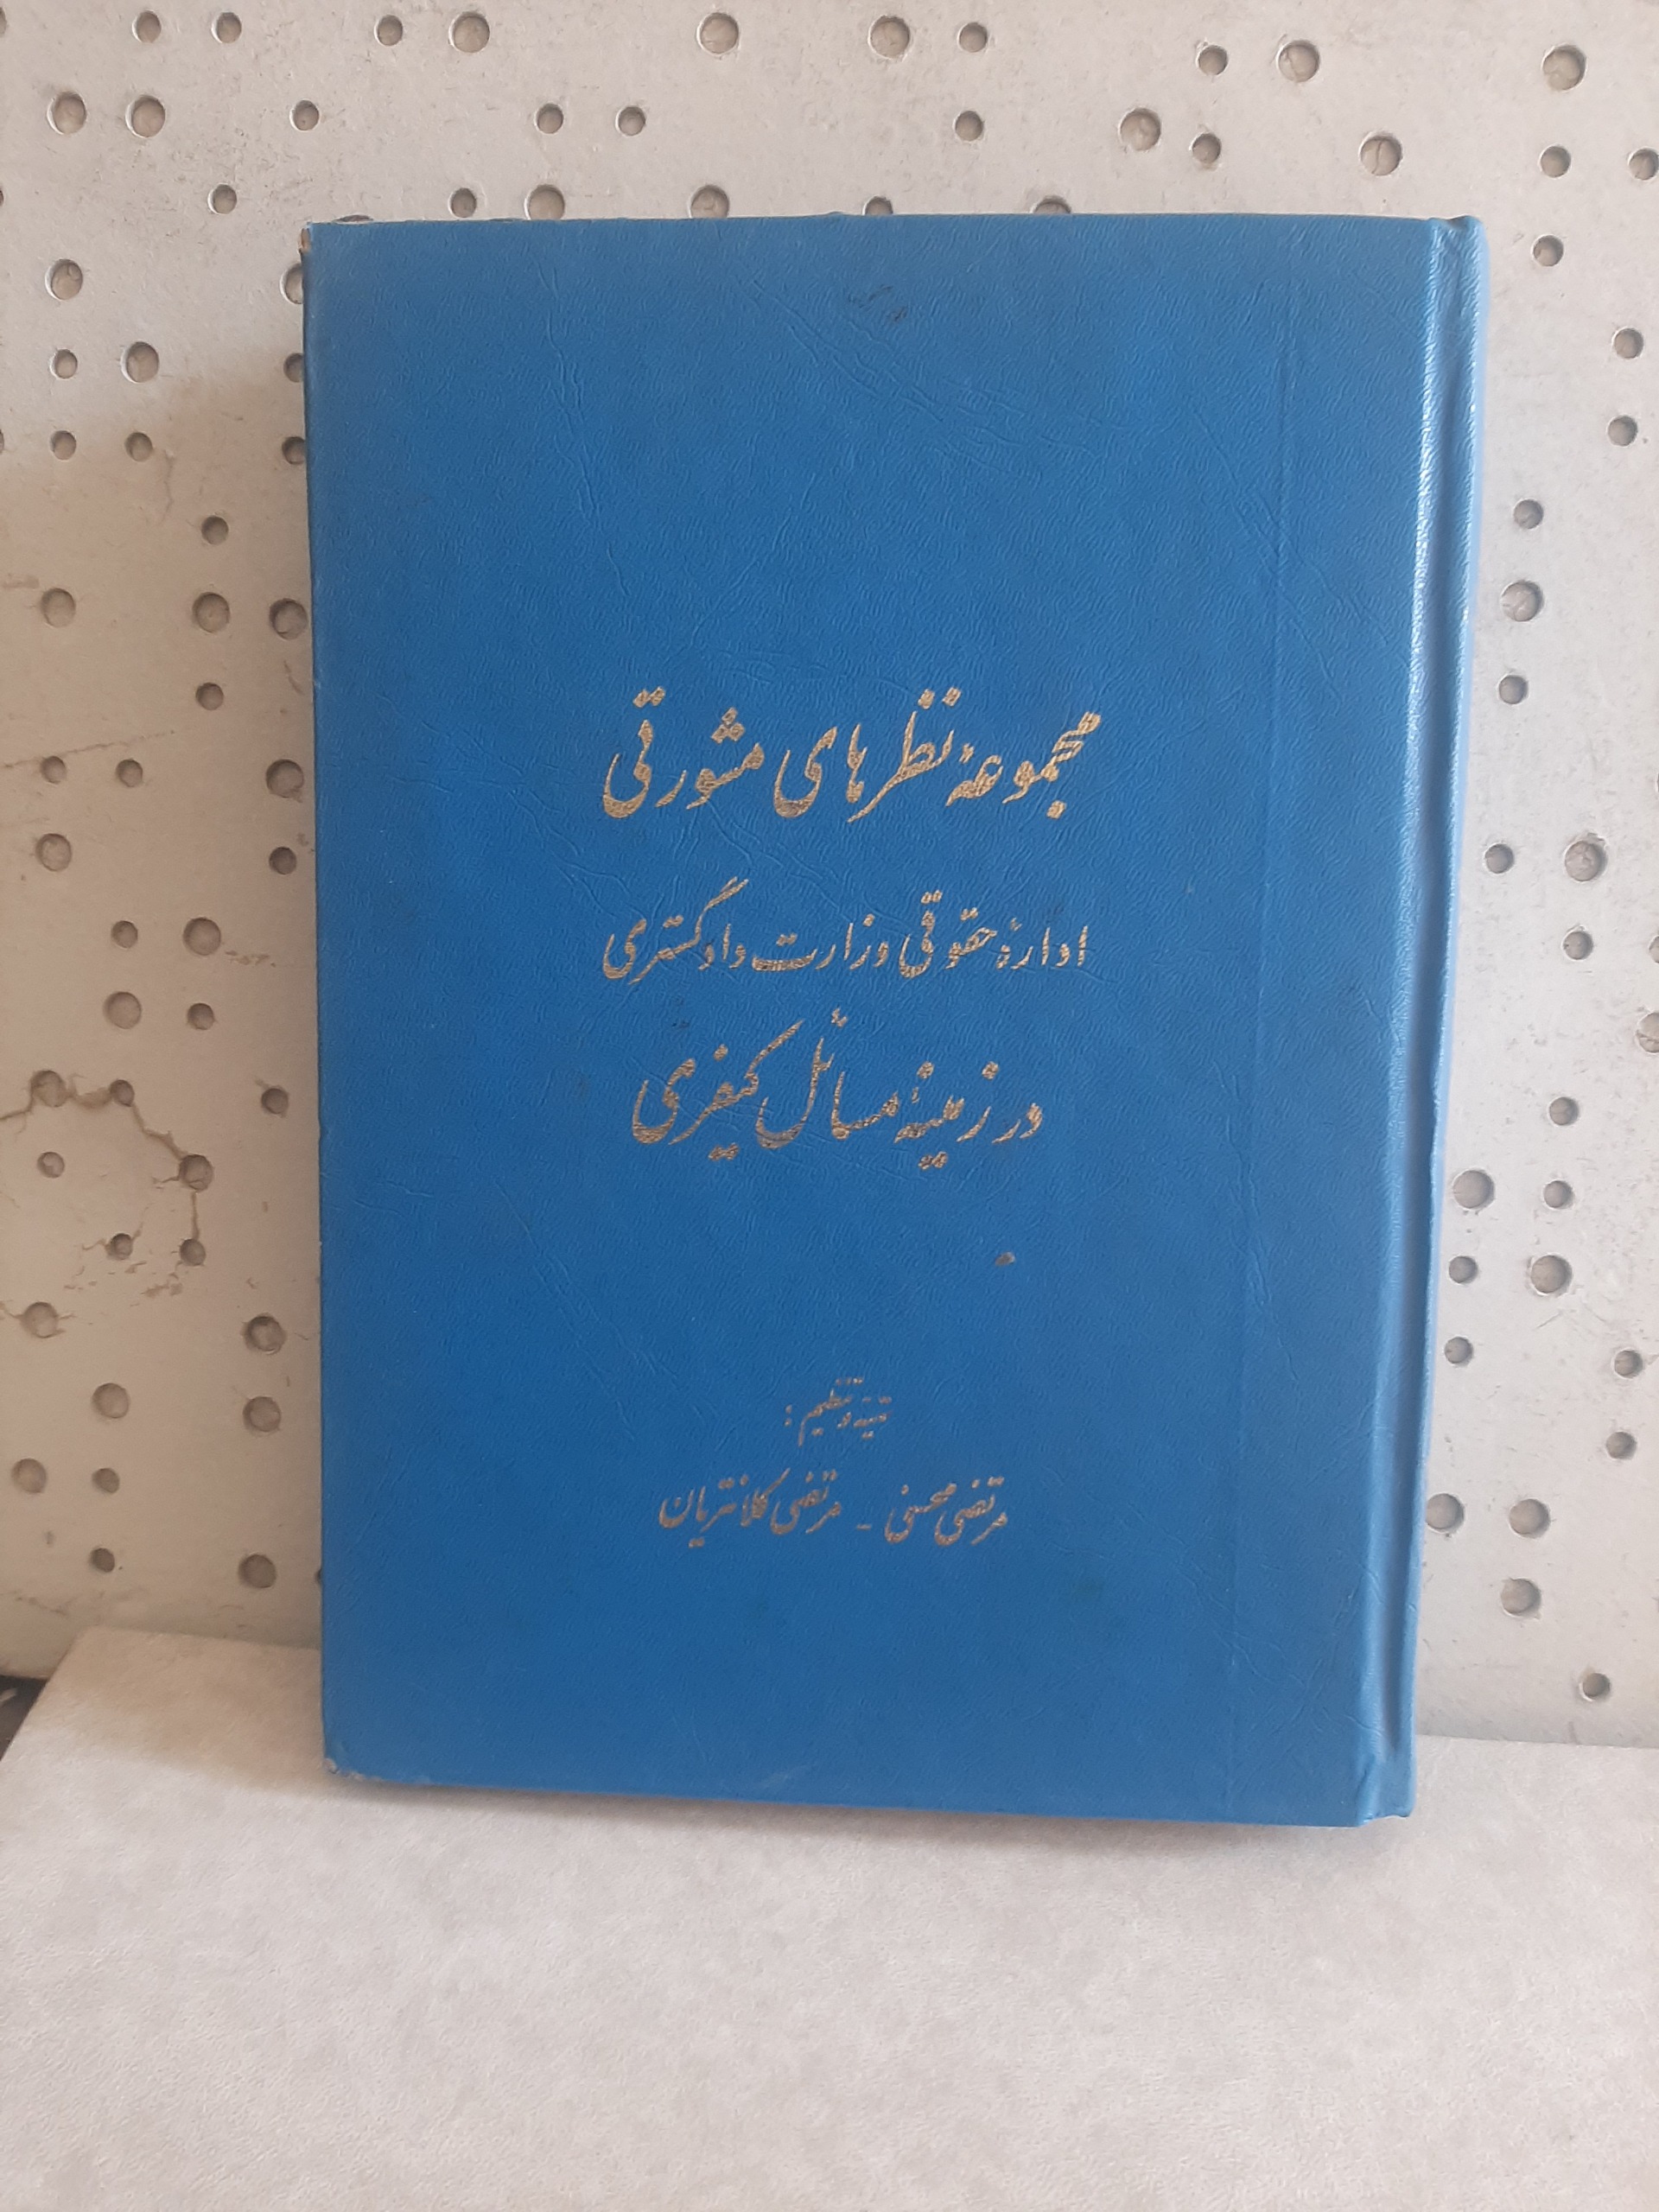 مجموعهٔ نظرهای مشورتی
ادارهٔ حقوقی وزارت دادگستری
در زمینهٔ مسائل کیفری
تهیه و تنظیم :
مرتضی محسنی - مرتضی کلانتریان